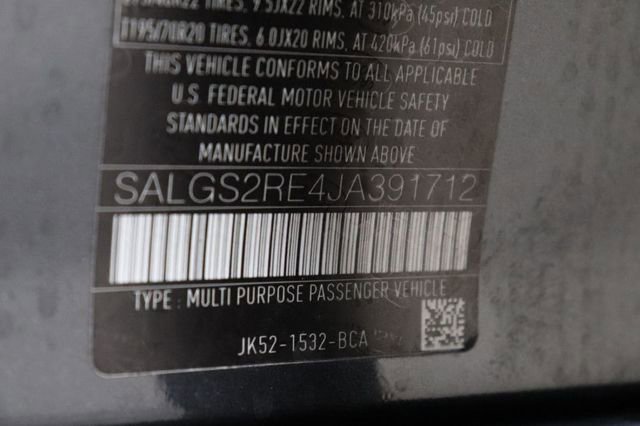 TIRES, 9.5JX22 RIMS, AT 310kPa (45psi) COLD
T195/70R20 TIRES, 6.0JX20 RIMS, AT 420kPa (61psi) COLD
THIS VEHICLE CONFORMS TO ALL APPLICABLE
U.S FEDERAL MOTOR VEHICLE SAFETY
STANDARDS IN EFFECT ON THE DATE OF
MANUFACTURE SHOWN ABOVE
SALGS2RE4JA391712
TYPE : MULTI PURPOSE PASSENGER VEHICLE
JK52-1532-BCA